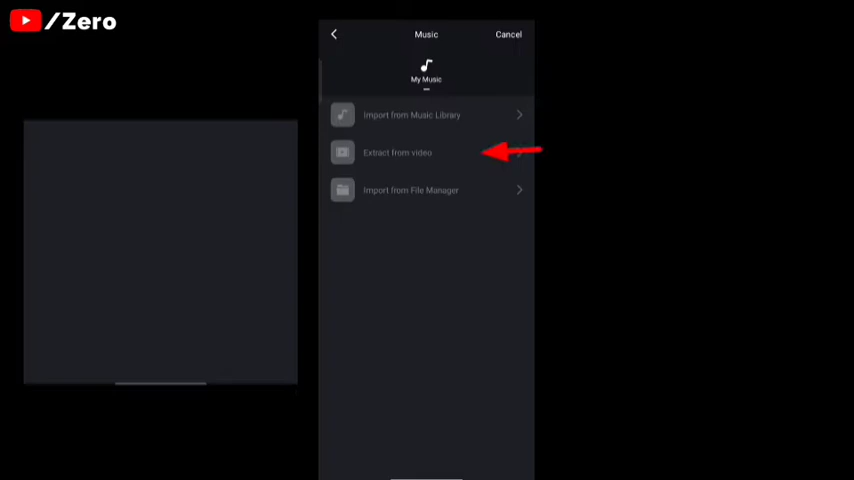 /Zero
Music
Cancel
My Music
Import from Music Library
Extract from video
Import from File Manager